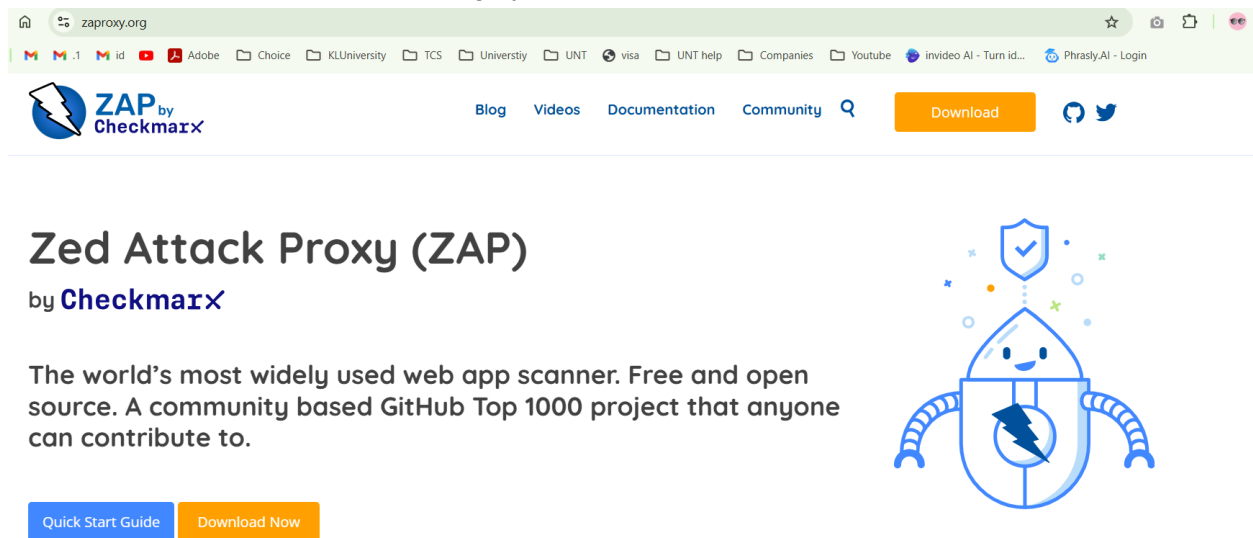 zaproxy.org
M M .1 M id Adobe Choice KLUniversity TCS Universtiy UNT visa UNT help Companies Youtube invideo AI - Turn id... Phrasly.AI - Login
ZAP by
Checkmarx
Blog Videos Documentation Community Download
Zed Attack Proxy (ZAP)
by Checkmarx
The world's most widely used web app scanner. Free and open
source. A community based GitHub Top 1000 project that anyone
can contribute to.
Quick Start Guide Download Now